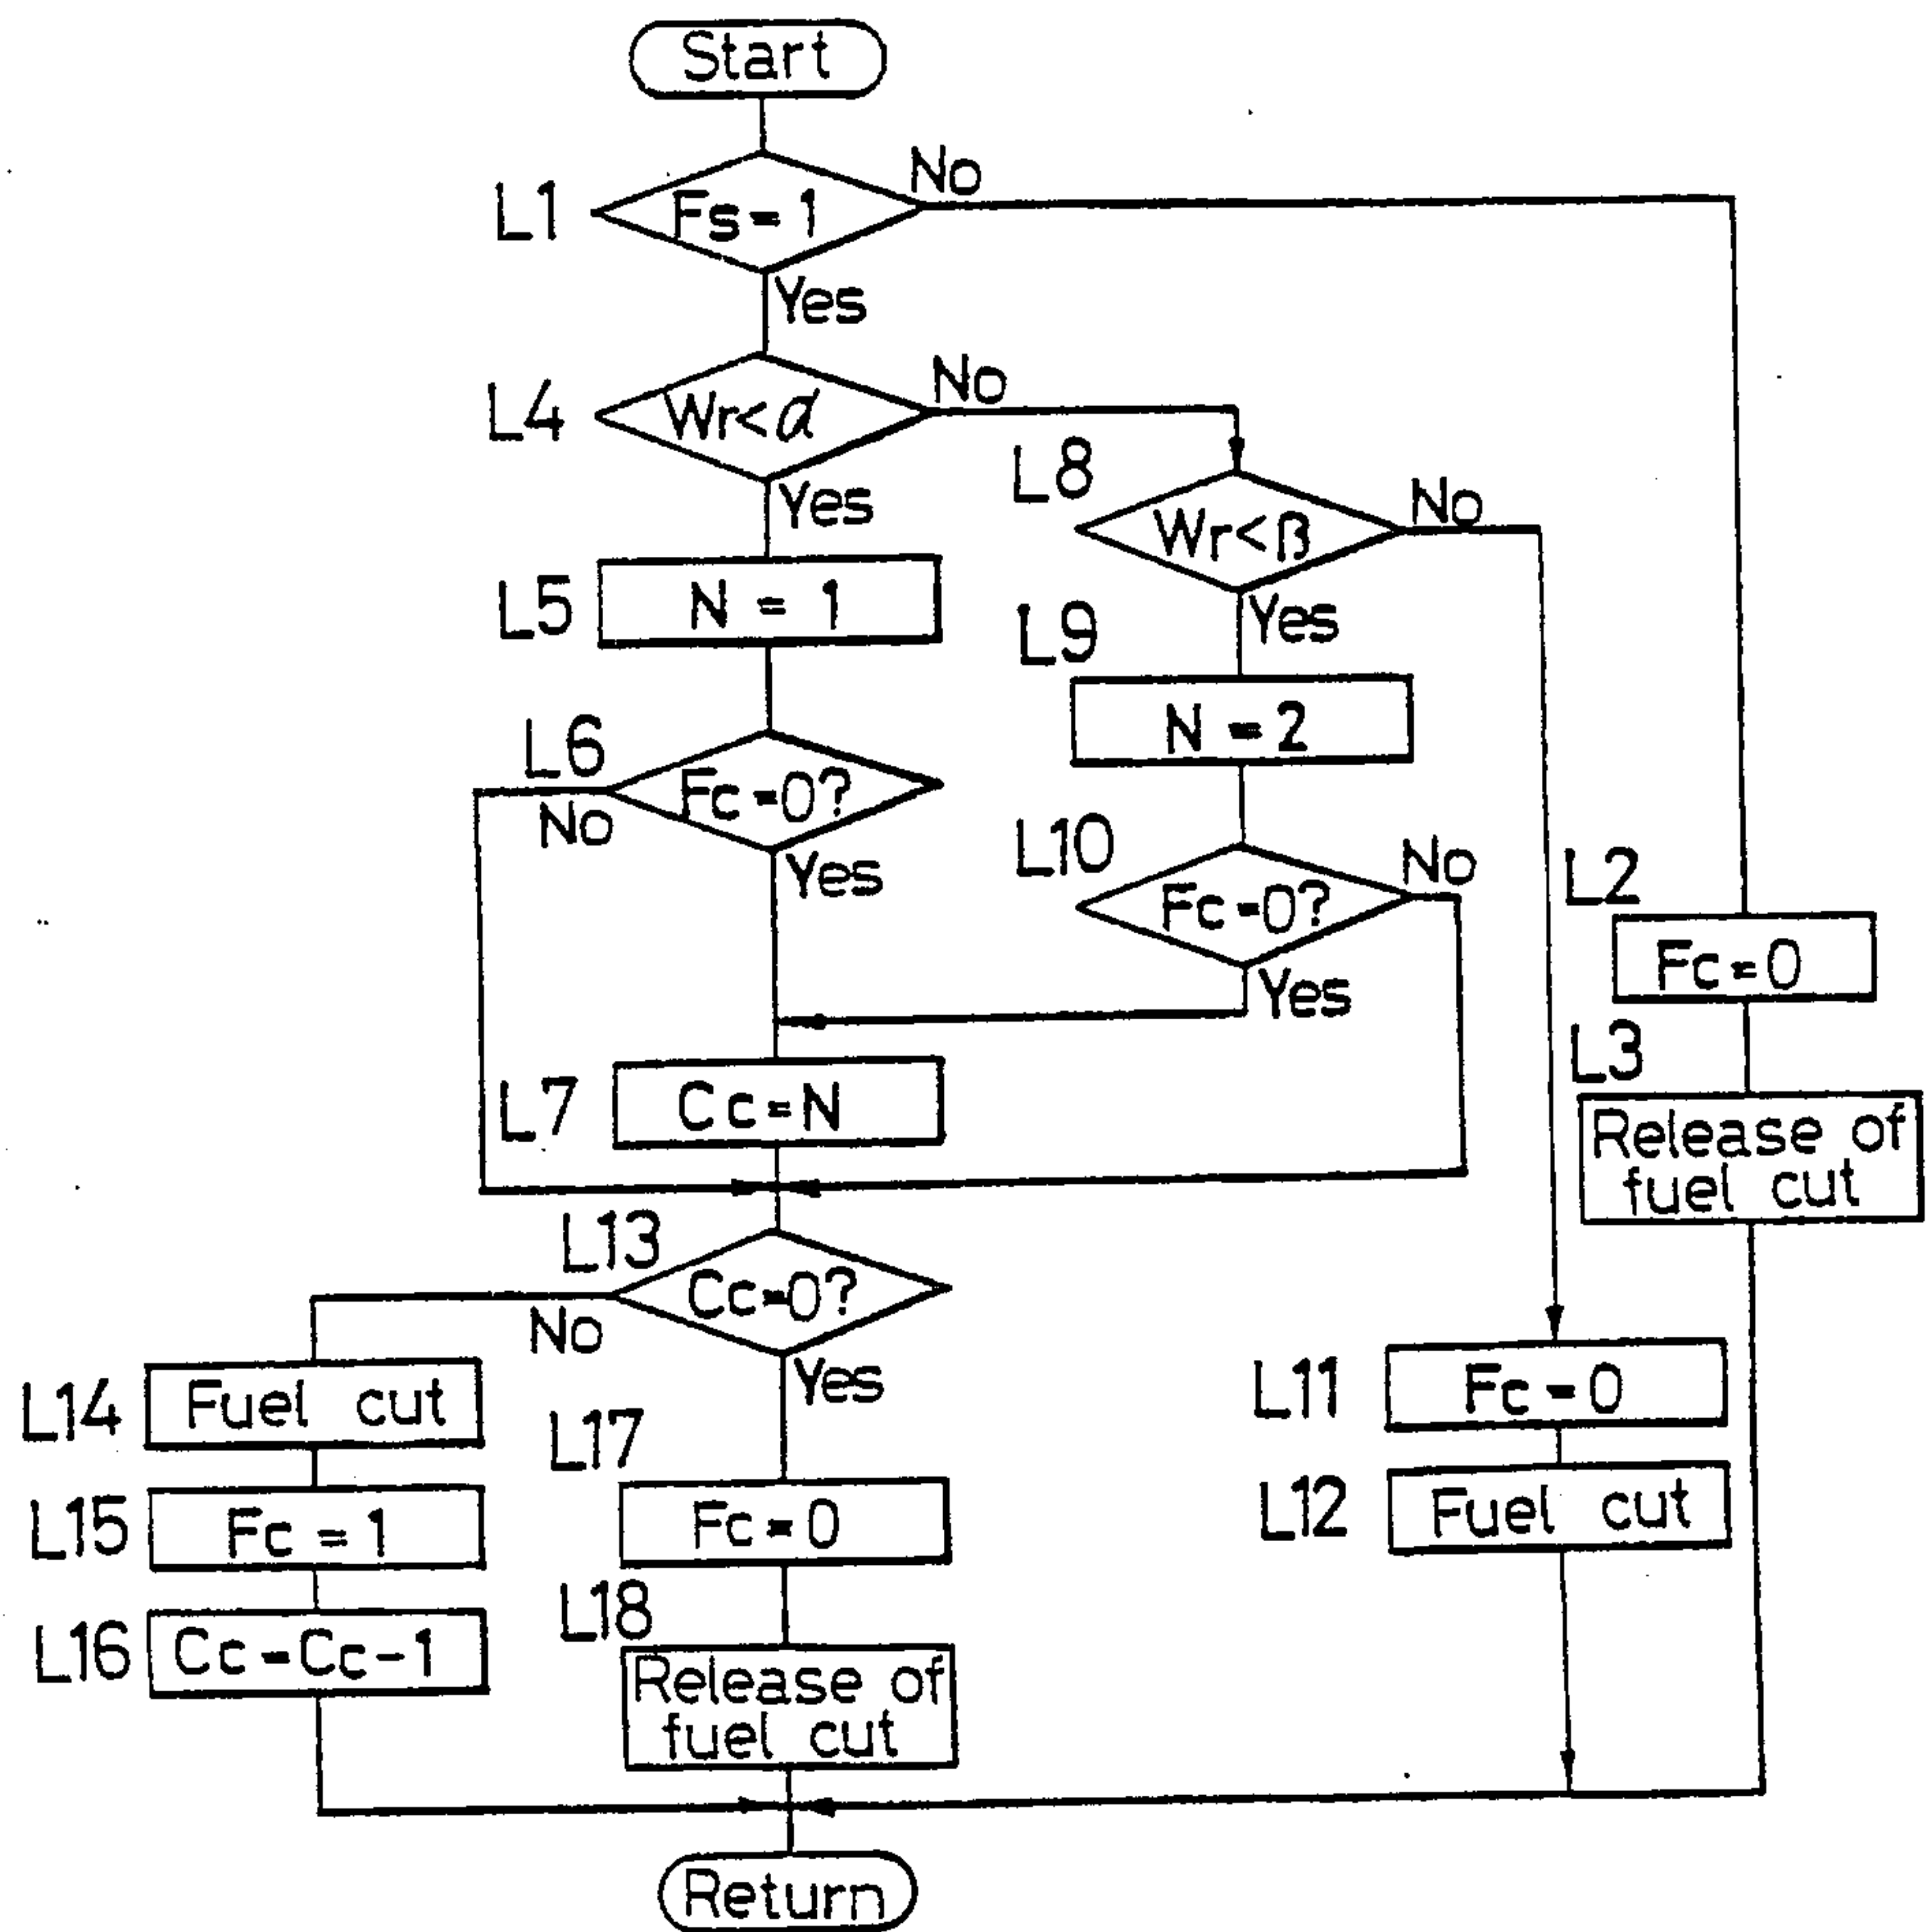 Start
L1
Fs=1
No
Yes
L4
Wr<α
No
Yes
L8
Wr<β
No
Yes
L5
N = 1
L9
N = 2
L6
Fc=0?
No
Yes
L10
Fc=0?
No
Yes
L2
Fc=0
L3
Release of
fuel cut
L7
Cc=N
L13
Cc=0?
No
Yes
L14
Fuel cut
L15
Fc = 1
L16
Cc=Cc-1
L17
Fc=0
L18
Release of
fuel cut
L11
Fc=0
L12
Fuel cut
Return